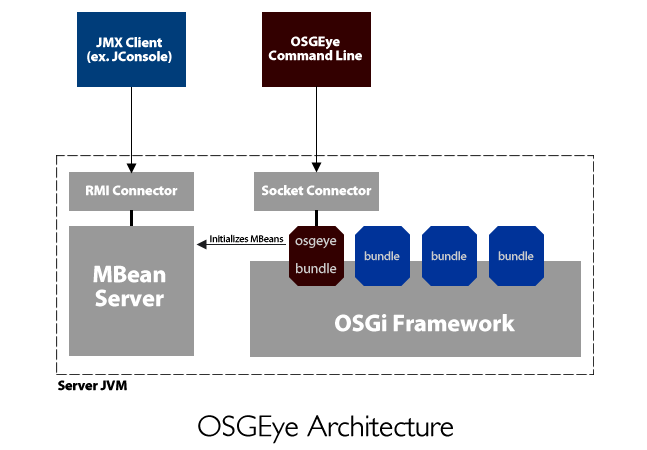 JMX Client
(ex. JConsole)
OSGEye
Command Line
RMI Connector
Socket Connector
Initializes MBeans
osgeye
bundle
bundle
bundle
bundle
MBean
Server
OSGi Framework
Server JVM
OSGEye Architecture